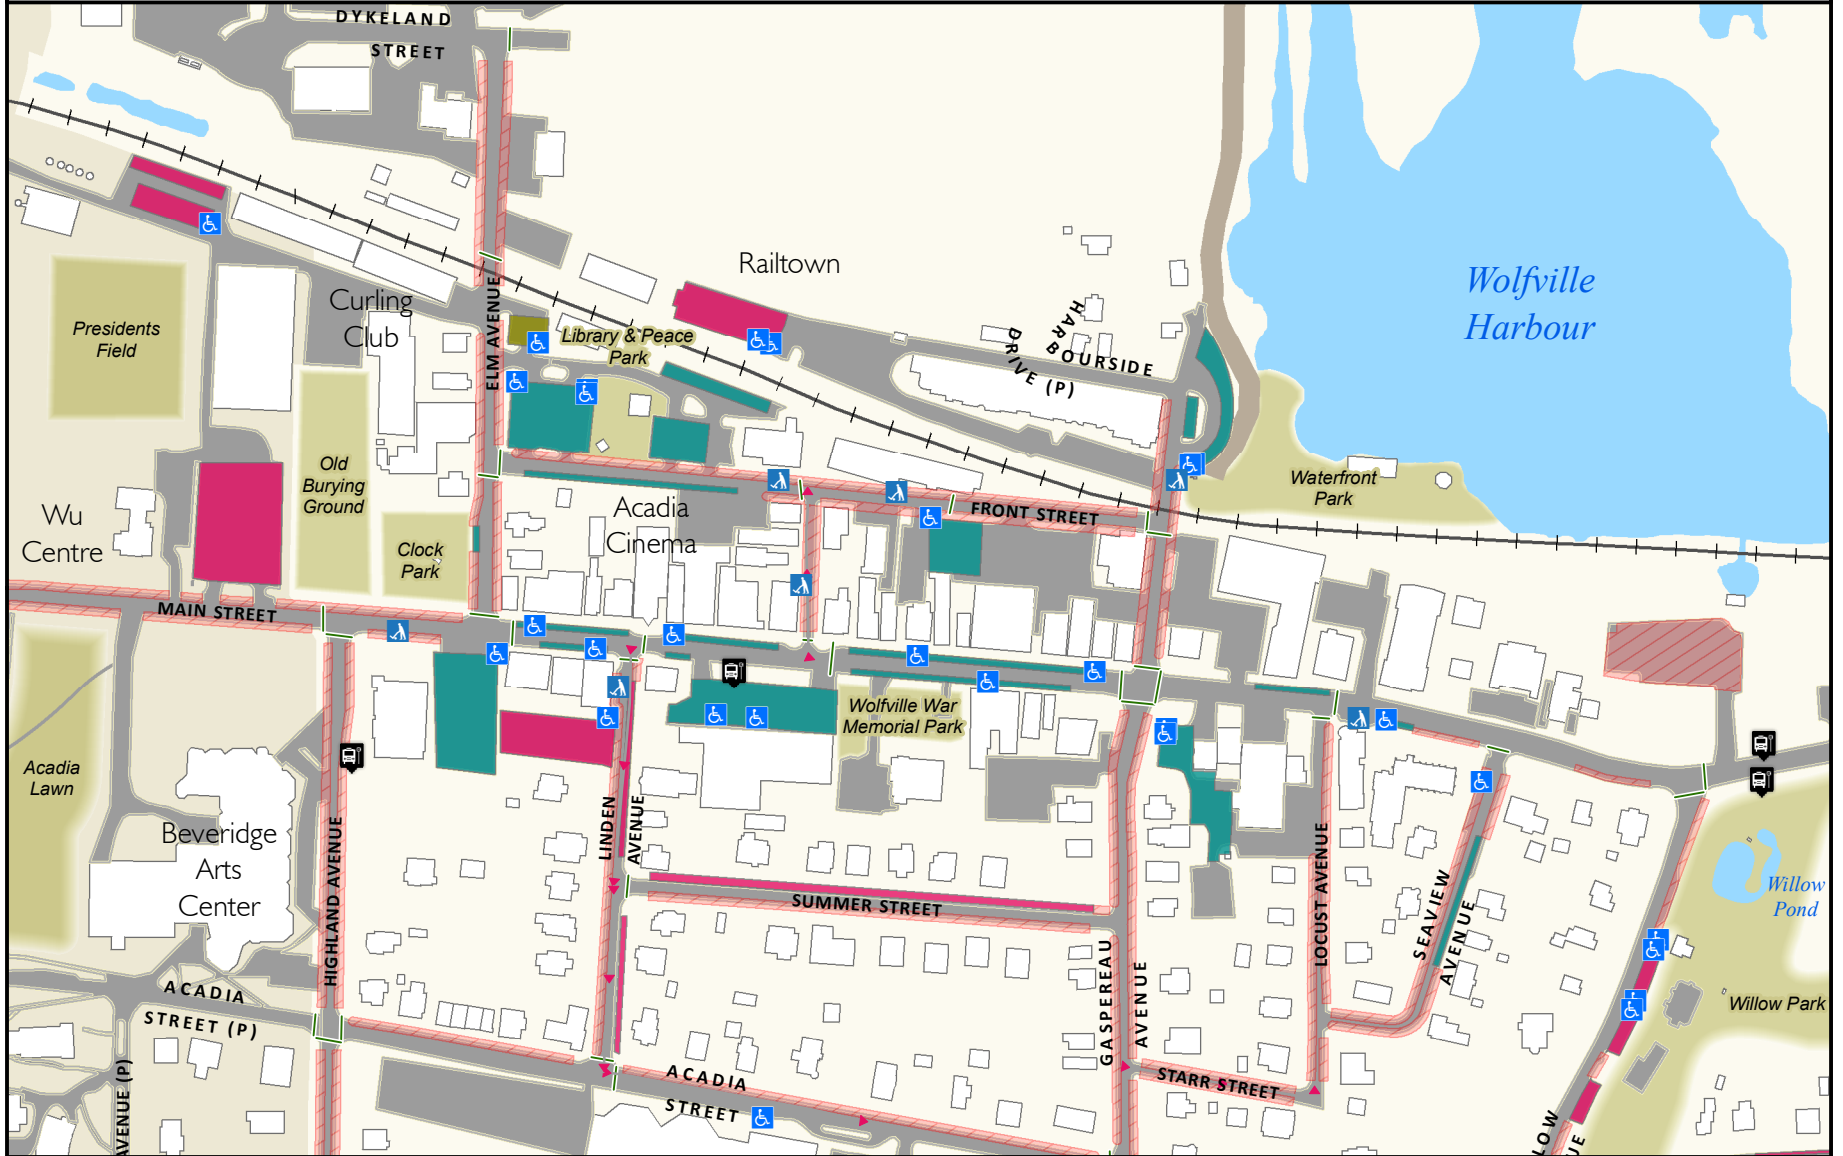 DYKELAND
STREET
Railtown
Wolfville
Harbour
HARBOURSIDE
DRIVE (P)
Curling
Club
ELM AVENUE
Library & Peace
Park
Presidents
Field
Old
Burying
Ground
Waterfront
Park
Acadia
Cinema
FRONT STREET
Wu
Centre
Clock
Park
MAIN STREET
Wolfville War
Memorial Park
Acadia
Lawn
Beveridge
Arts
Center
HIGHLAND AVENUE
LINDEN
AVENUE
SUMMER STREET
LOCUST AVENUE
SEAVIEW
AVENUE
Willow
Pond
Willow Park
GASPEREAU
AVENUE
ACADIA
STREET (P)
AVENUE (P)
ACADIA
STREET
STARR STREET
LOW
UE